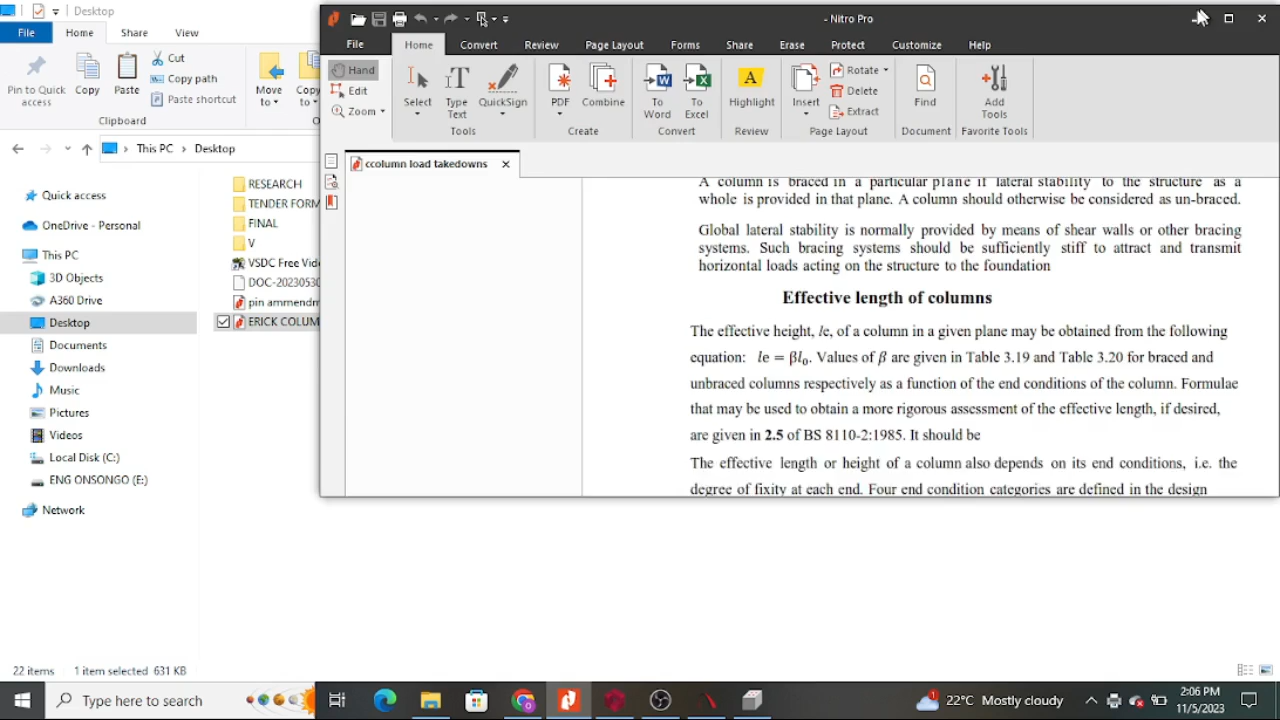 Desktop
- Nitro Pro
File
Home
Share
View
File
Home
Convert
Review
Page Layout
Forms
Share
Erase
Protect
Customize
Help
Pin to Quick access
Copy
Paste
Cut
Copy path
Paste shortcut
Move to
Copy to
Clipboard
Hand
Edit
Zoom
Select
Type Text
QuickSign
Tools
PDF
Combine
Create
To Word
To Excel
Convert
Highlight
Review
Insert
Rotate
Delete
Extract
Page Layout
Find
Document
Add Tools
Favorite Tools
This PC
Desktop
Quick access
OneDrive - Personal
This PC
3D Objects
A360 Drive
Desktop
Documents
Downloads
Music
Pictures
Videos
Local Disk (C:)
ENG ONSONGO (E:)
Network
RESEARCH
TENDER FORM
FINAL
V
VSDC Free Vide
DOC-20230530
pin ammendm
ERICK COLUM
ccolumn load takedowns
A column is braced in a particular plane if lateral stability to the structure as a
whole is provided in that plane. A column should otherwise be considered as un-braced.
Global lateral stability is normally provided by means of shear walls or other bracing
systems. Such bracing systems should be sufficiently stiff to attract and transmit
horizontal loads acting on the structure to the foundation
Effective length of columns
The effective height, le, of a column in a given plane may be obtained from the following
equation: le = βl₀. Values of β are given in Table 3.19 and Table 3.20 for braced and
unbraced columns respectively as a function of the end conditions of the column. Formulae
that may be used to obtain a more rigorous assessment of the effective length, if desired,
are given in 2.5 of BS 8110-2:1985. It should be
The effective length or height of a column also depends on its end conditions, i.e. the
degree of fixity at each end. Four end condition categories are defined in the design
22 items
1 item selected 631 KB
Type here to search
1
22°C Mostly cloudy
2:06 PM
11/5/2023